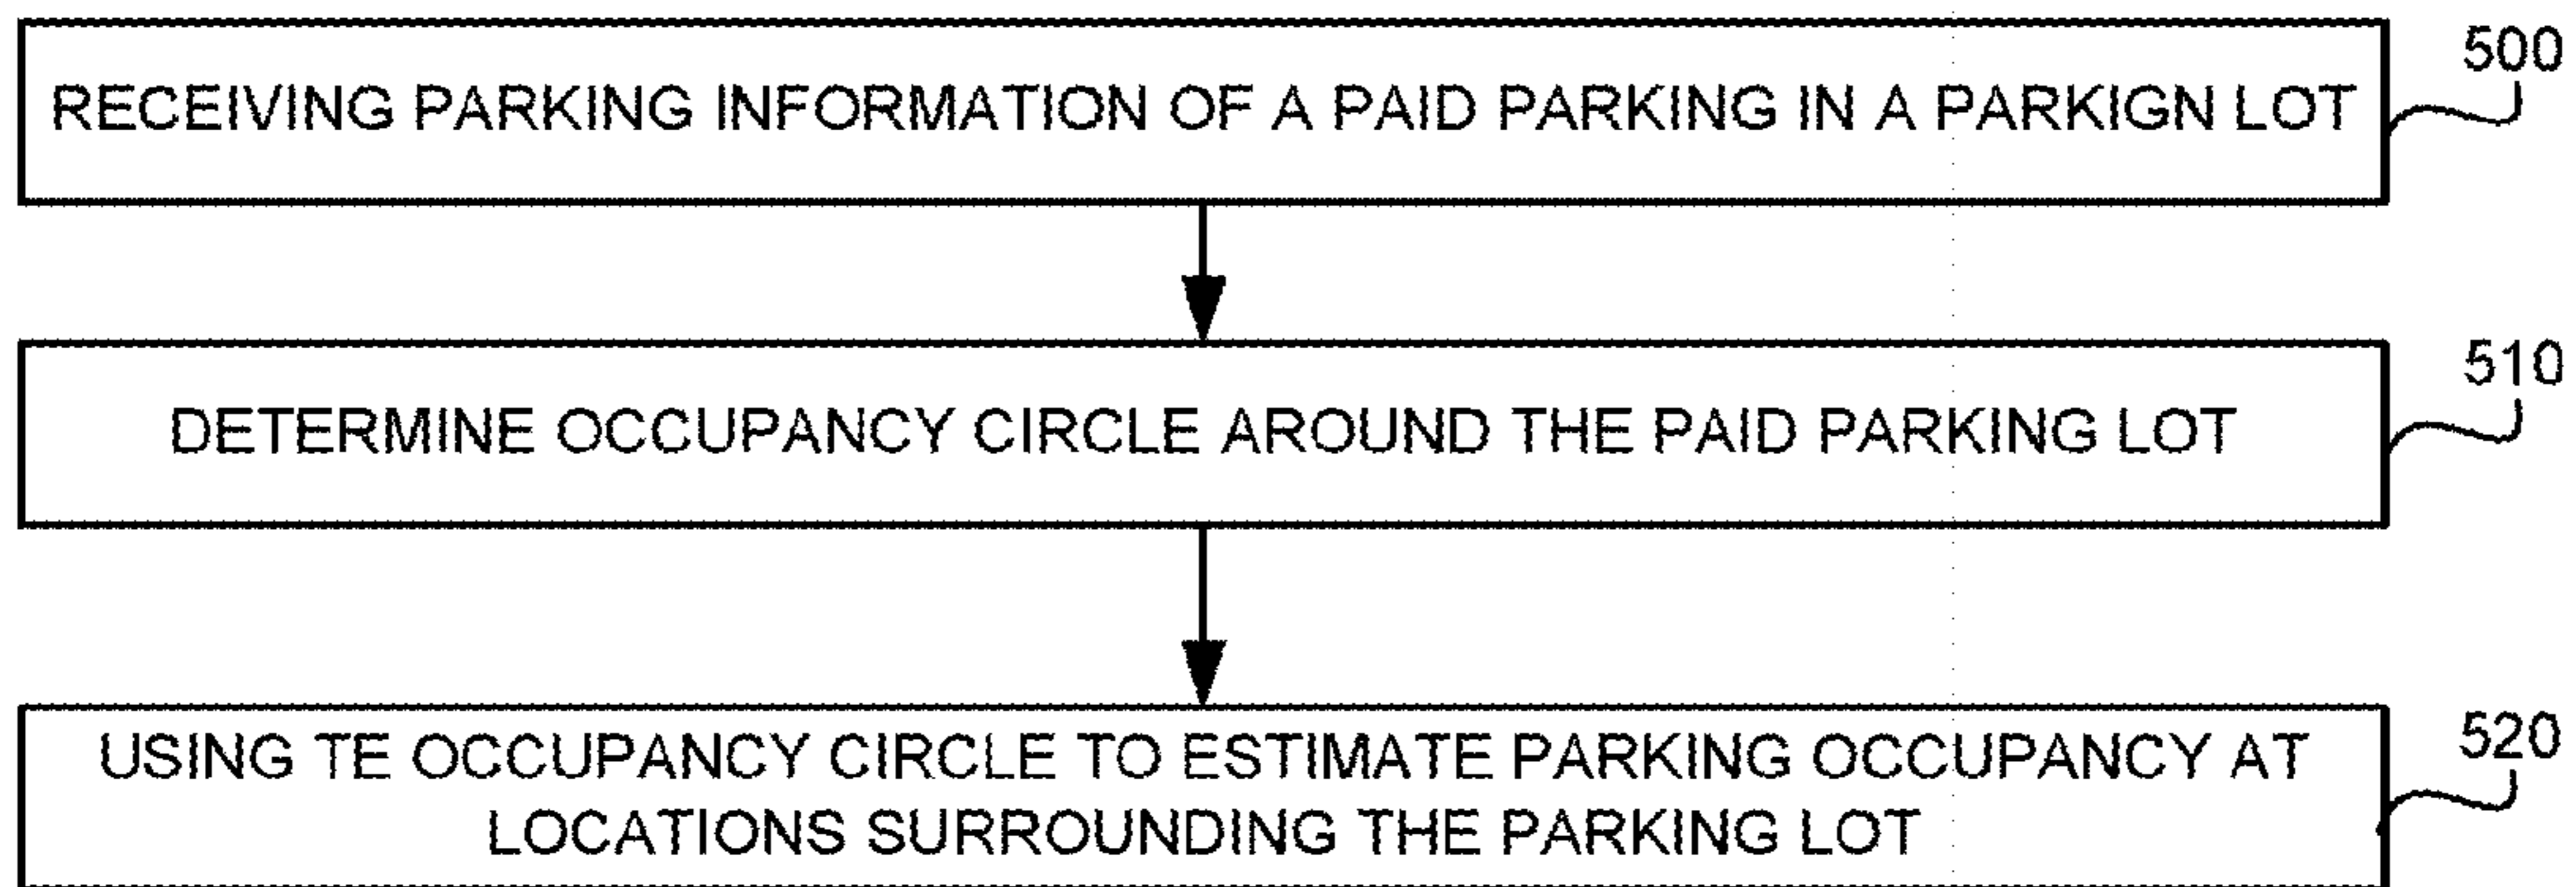 RECEIVING PARKING INFORMATION OF A PAID PARKING IN A PARKIGN LOT
500
DETERMINE OCCUPANCY CIRCLE AROUND THE PAID PARKING LOT
510
USING TE OCCUPANCY CIRCLE TO ESTIMATE PARKING OCCUPANCY AT
LOCATIONS SURROUNDING THE PARKING LOT
520